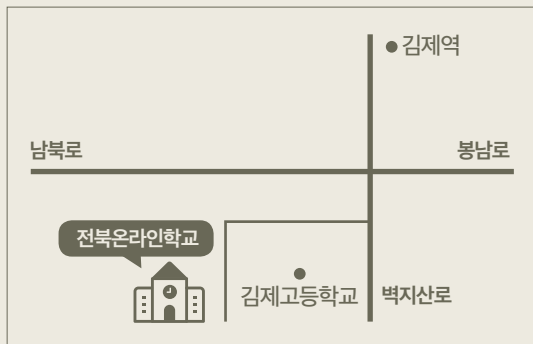 김제역
남북로
봉남로
전북온라인학교
김제고등학교
벽지산로